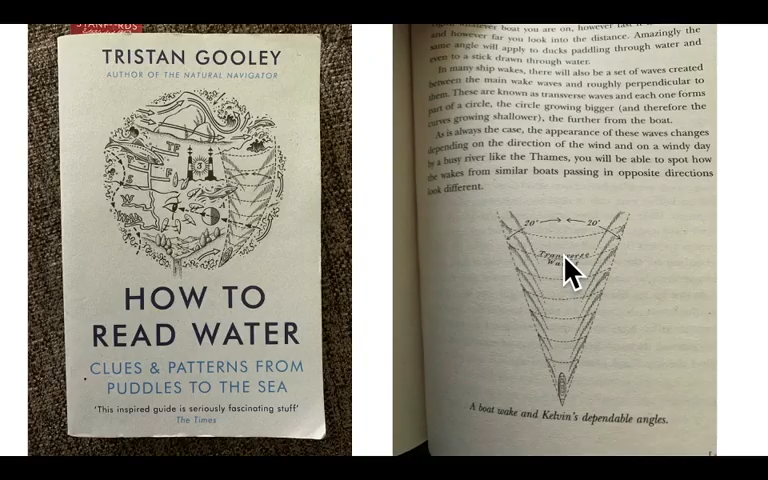 STANFORDS
TRISTAN GOOLEY
AUTHOR OF THE NATURAL NAVIGATOR
HOW TO
READ WATER
CLUES & PATTERNS FROM
PUDDLES TO THE SEA
'This inspired guide is seriously fascinating stuff'
The Times
boat you are on, however
and however far you look into the distance. Amazingly the
same angle will apply to ducks paddling through water and
even to a stick drawn through water.
In many ship wakes, there will also be a set of waves created
between the main wake waves and roughly perpendicular to
them. These are known as transverse waves and each one forms
part of a circle, the circle growing bigger (and therefore the
curves growing shallower), the further from the boat.
As is always the case, the appearance of these waves changes
depending on the direction of the wind and on a windy day
by a busy river like the Thames, you will be able to spot how
the wakes from similar boats passing in opposite directions
look different.
20° 20°
Transverse
A boat wake and Kelvin's dependable angles.